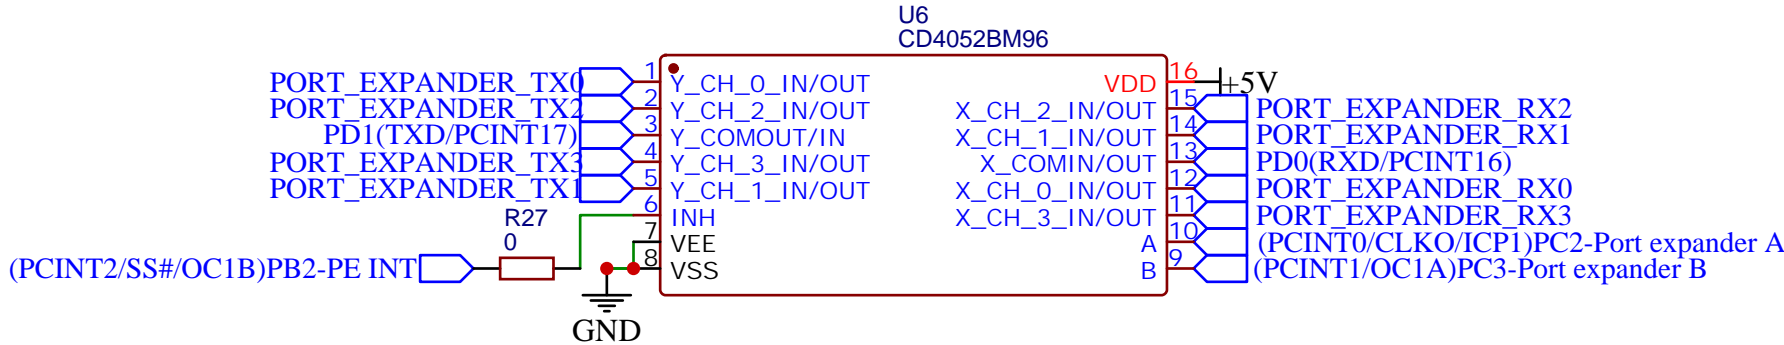 U6
CD4052BM96
PORT_EXPANDER_TX0 1 Y_CH_0_IN/OUT VDD 16 +5V
PORT_EXPANDER_TX2 2 Y_CH_2_IN/OUT X_CH_2_IN/OUT 15 PORT_EXPANDER_RX2
PD1(TXD/PCINT17) 3 Y_COMOUT/IN X_CH_1_IN/OUT 14 PORT_EXPANDER_RX1
PORT_EXPANDER_TX3 4 Y_CH_3_IN/OUT X_COMIN/OUT 13 PD0(RXD/PCINT16)
PORT_EXPANDER_TX1 5 Y_CH_1_IN/OUT X_CH_0_IN/OUT 12 PORT_EXPANDER_RX0
R27 6 INH X_CH_3_IN/OUT 11 PORT_EXPANDER_RX3
0 7 VEE A 10 (PCINT0/CLKO/ICP1)PC2-Port expander A
(PCINT2/SS#/OC1B)PB2-PE INT 8 VSS B 9 (PCINT1/OC1A)PC3-Port expander B
GND